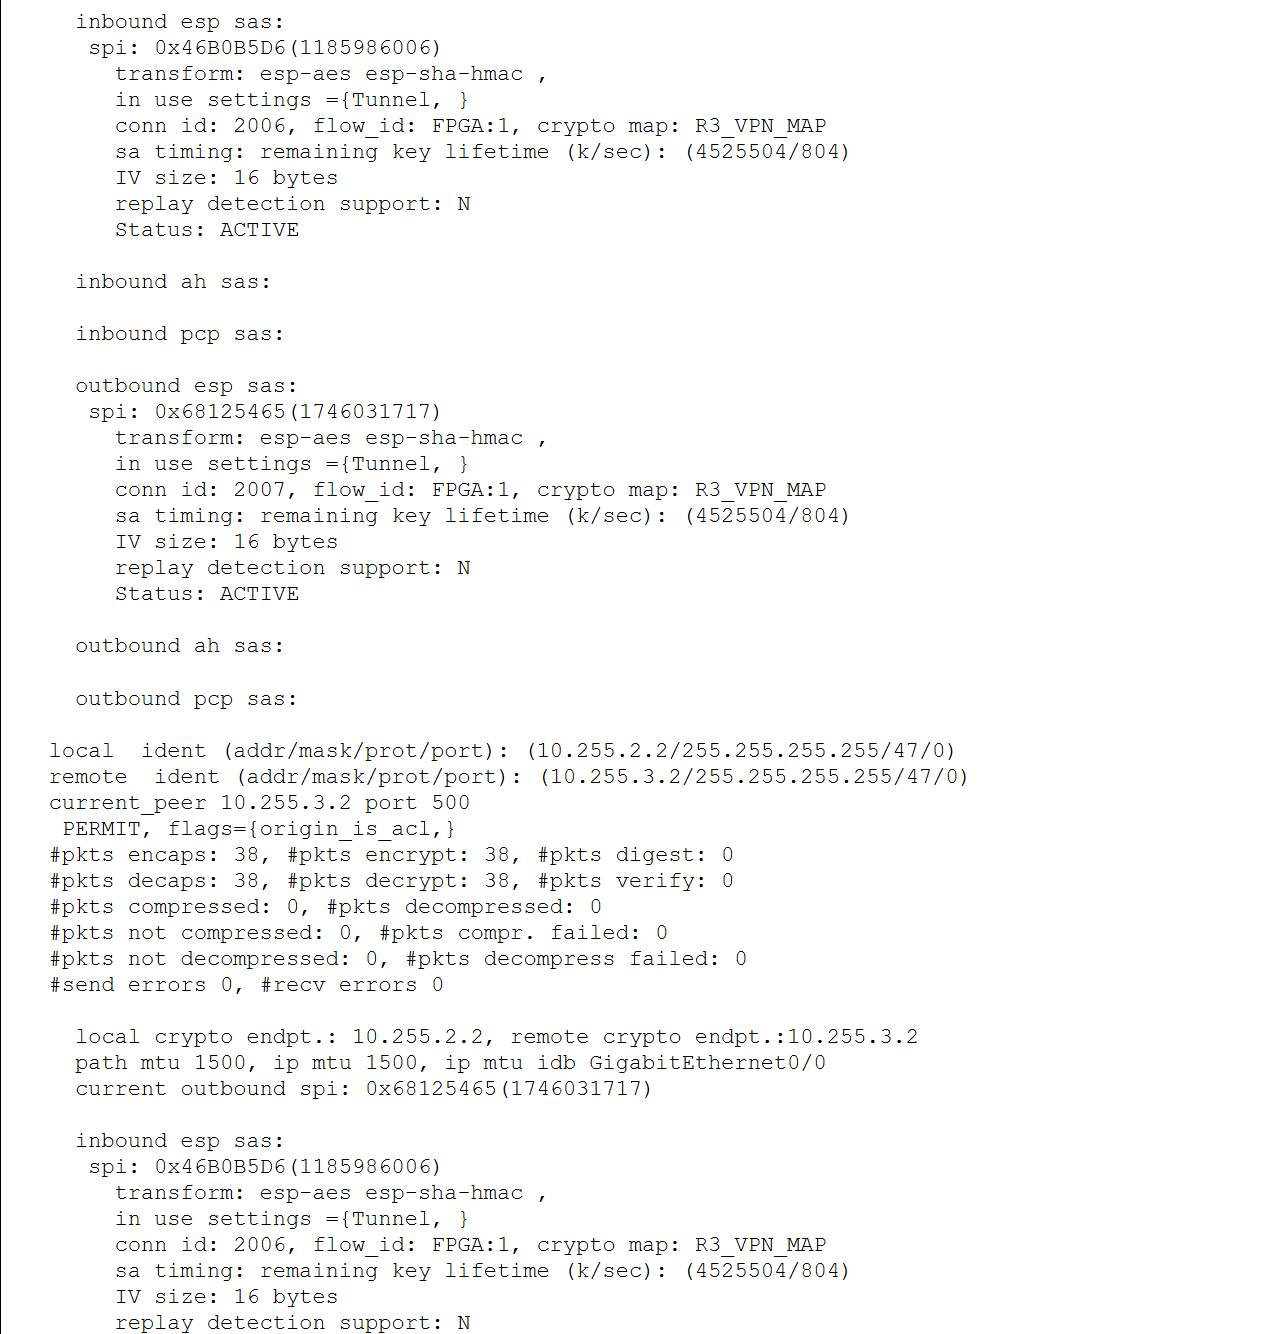 inbound esp sas:
spi: 0x46B0B5D6(1185986006)
transform: esp-aes esp-sha-hmac ,
in use settings ={Tunnel, }
conn id: 2006, flow_id: FPGA:1, crypto map: R3_VPN_MAP
sa timing: remaining key lifetime (k/sec): (4525504/804)
IV size: 16 bytes
replay detection support: N
Status: ACTIVE
inbound ah sas:
inbound pcp sas:
outbound esp sas:
spi: 0x68125465(1746031717)
transform: esp-aes esp-sha-hmac ,
in use settings ={Tunnel, }
conn id: 2007, flow_id: FPGA:1, crypto map: R3_VPN_MAP
sa timing: remaining key lifetime (k/sec): (4525504/804)
IV size: 16 bytes
replay detection support: N
Status: ACTIVE
outbound ah sas:
outbound pcp sas:
local  ident (addr/mask/prot/port): (10.255.2.2/255.255.255.255/47/0)
remote  ident (addr/mask/prot/port): (10.255.3.2/255.255.255.255/47/0)
current_peer 10.255.3.2 port 500
PERMIT, flags={origin_is_acl,}
#pkts encaps: 38, #pkts encrypt: 38, #pkts digest: 0
#pkts decaps: 38, #pkts decrypt: 38, #pkts verify: 0
#pkts compressed: 0, #pkts decompressed: 0
#pkts not compressed: 0, #pkts compr. failed: 0
#pkts not decompressed: 0, #pkts decompress failed: 0
#send errors 0, #recv errors 0
local crypto endpt.: 10.255.2.2, remote crypto endpt.:10.255.3.2
path mtu 1500, ip mtu 1500, ip mtu idb GigabitEthernet0/0
current outbound spi: 0x68125465(1746031717)
inbound esp sas:
spi: 0x46B0B5D6(1185986006)
transform: esp-aes esp-sha-hmac ,
in use settings ={Tunnel, }
conn id: 2006, flow_id: FPGA:1, crypto map: R3_VPN_MAP
sa timing: remaining key lifetime (k/sec): (4525504/804)
IV size: 16 bytes
replay detection support: N